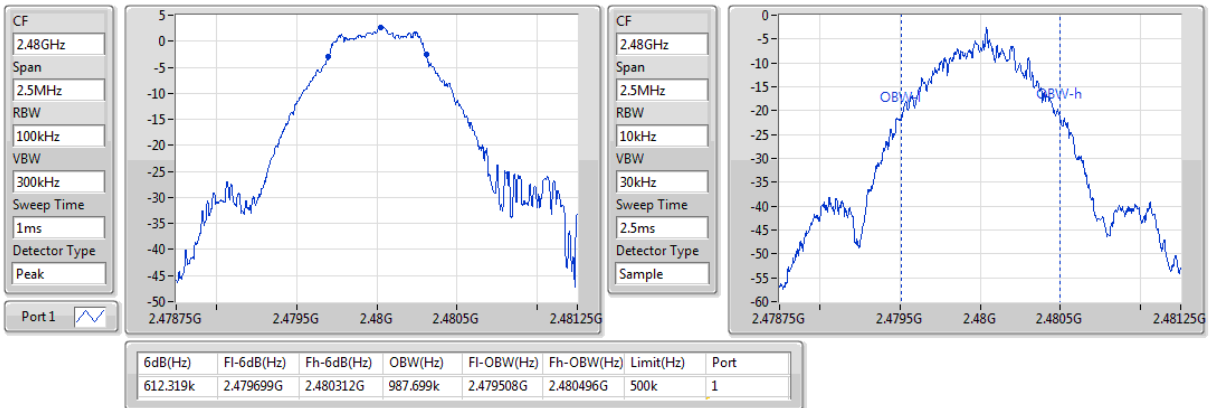 CF
2.48GHz
Span
2.5MHz
RBW
100kHz
VBW
300kHz
Sweep Time
1ms
Detector Type
Peak
Port 1
5
0
-5
-10
-15
-20
-25
-30
-35
-40
-45
-50
2.47875G 2.4795G 2.48G 2.4805G 2.48125G
CF
2.48GHz
Span
2.5MHz
RBW
10kHz
VBW
30kHz
Sweep Time
2.5ms
Detector Type
Sample
0
-5
-10
-15
-20
-25
-30
-35
-40
-45
-50
-55
-60
OBW-l OBW-h
2.47875G 2.4795G 2.48G 2.4805G 2.48125G
6dB(Hz) Fl-6dB(Hz) Fh-6dB(Hz) OBW(Hz) Fl-OBW(Hz) Fh-OBW(Hz) Limit(Hz) Port
612.319k 2.479699G 2.480312G 987.699k 2.479508G 2.480496G 500k 1